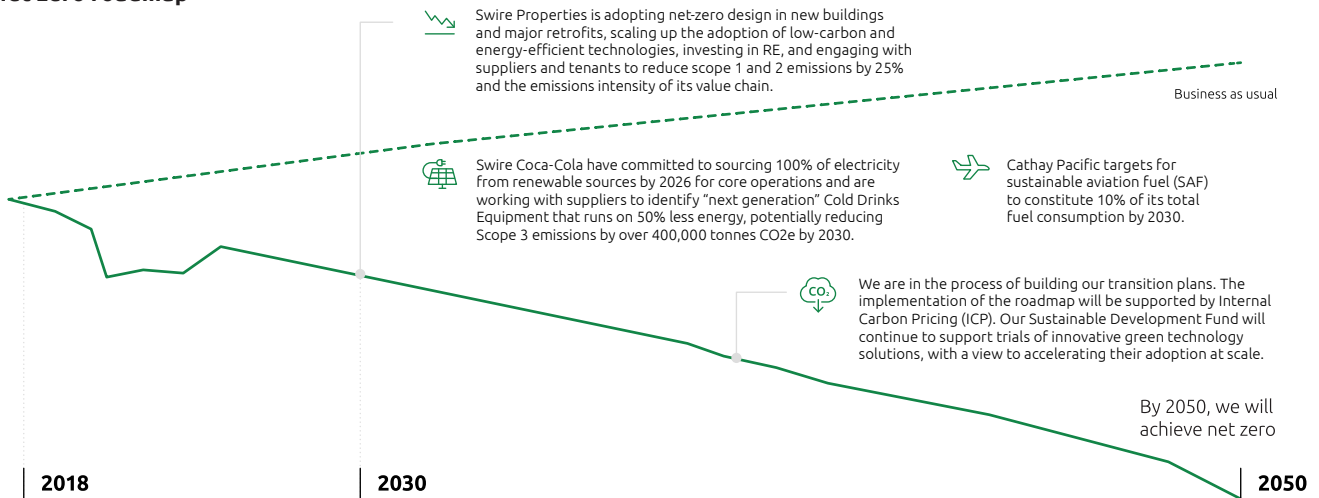 Net zero roadmap
Swire Properties is adopting net-zero design in new buildings
and major retrofits, scaling up the adoption of low-carbon and
energy-efficient technologies, investing in RE, and engaging with
suppliers and tenants to reduce scope 1 and 2 emissions by 25%
and the emissions intensity of its value chain.
Business as usual
Swire Coca-Cola have committed to sourcing 100% of electricity
from renewable sources by 2026 for core operations and are
working with suppliers to identify “next generation” Cold Drinks
Equipment that runs on 50% less energy, potentially reducing
Scope 3 emissions by over 400,000 tonnes CO2e by 2030.
Cathay Pacific targets for
sustainable aviation fuel (SAF)
to constitute 10% of its total
fuel consumption by 2030.
CO₂
We are in the process of building our transition plans. The
implementation of the roadmap will be supported by Internal
Carbon Pricing (ICP). Our Sustainable Development Fund will
continue to support trials of innovative green technology
solutions, with a view to accelerating their adoption at scale.
By 2050, we will
achieve net zero
2018
2030
2050